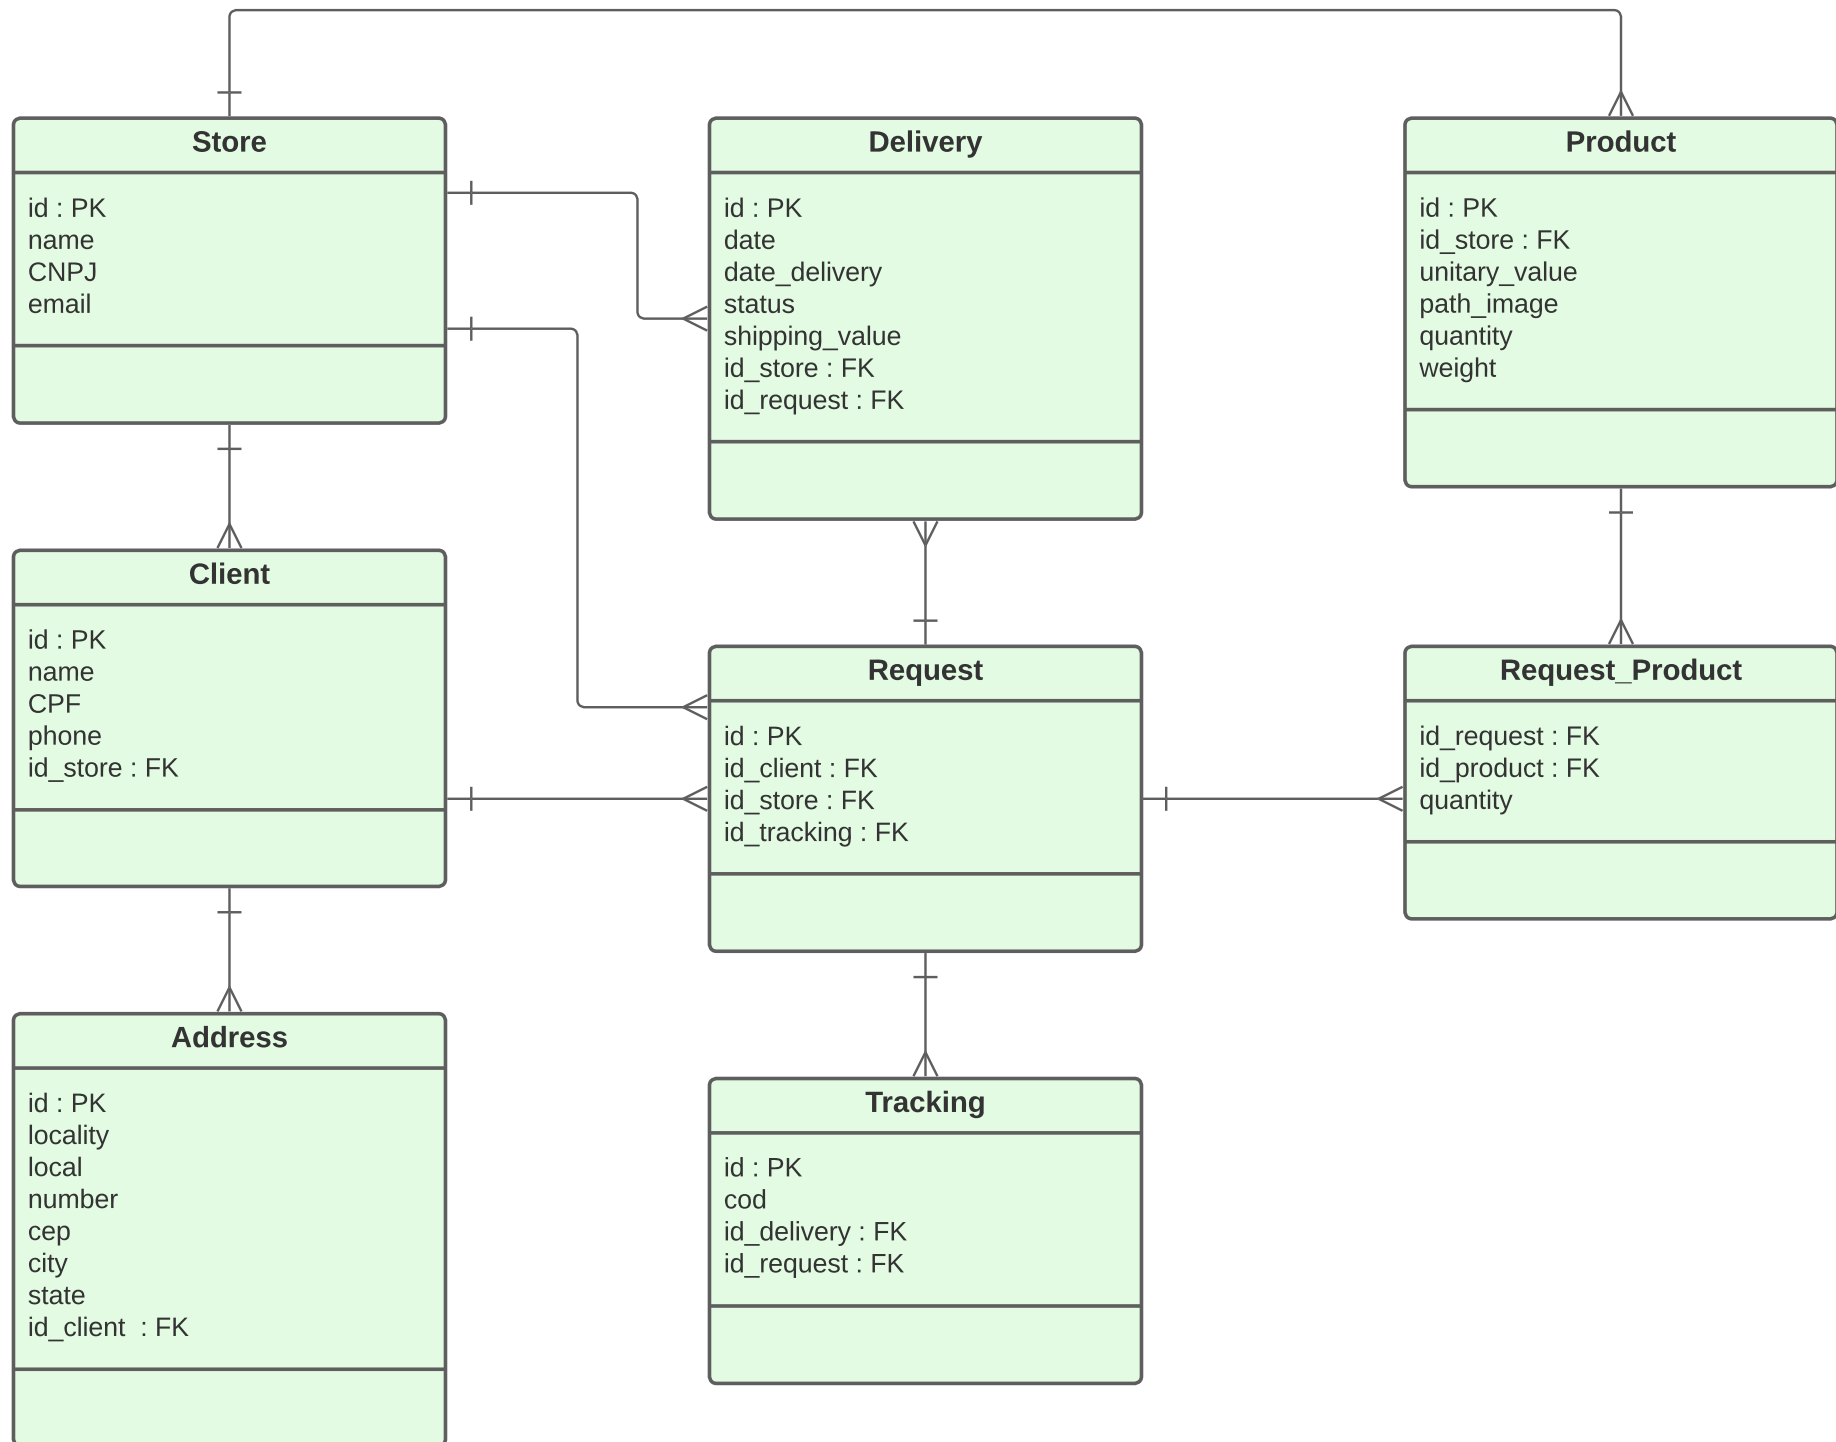 Store
id : PK
name
CNPJ
email
Delivery
id : PK
date
date_delivery
status
shipping_value
id_store : FK
id_request : FK
Product
id : PK
id_store : FK
unitary_value
path_image
quantity
weight
Client
id : PK
name
CPF
phone
id_store : FK
Request
id : PK
id_client : FK
id_store : FK
id_tracking : FK
Request_Product
id_request : FK
id_product : FK
quantity
Address
id : PK
locality
local
number
cep
city
state
id_client  : FK
Tracking
id : PK
cod
id_delivery : FK
id_request : FK